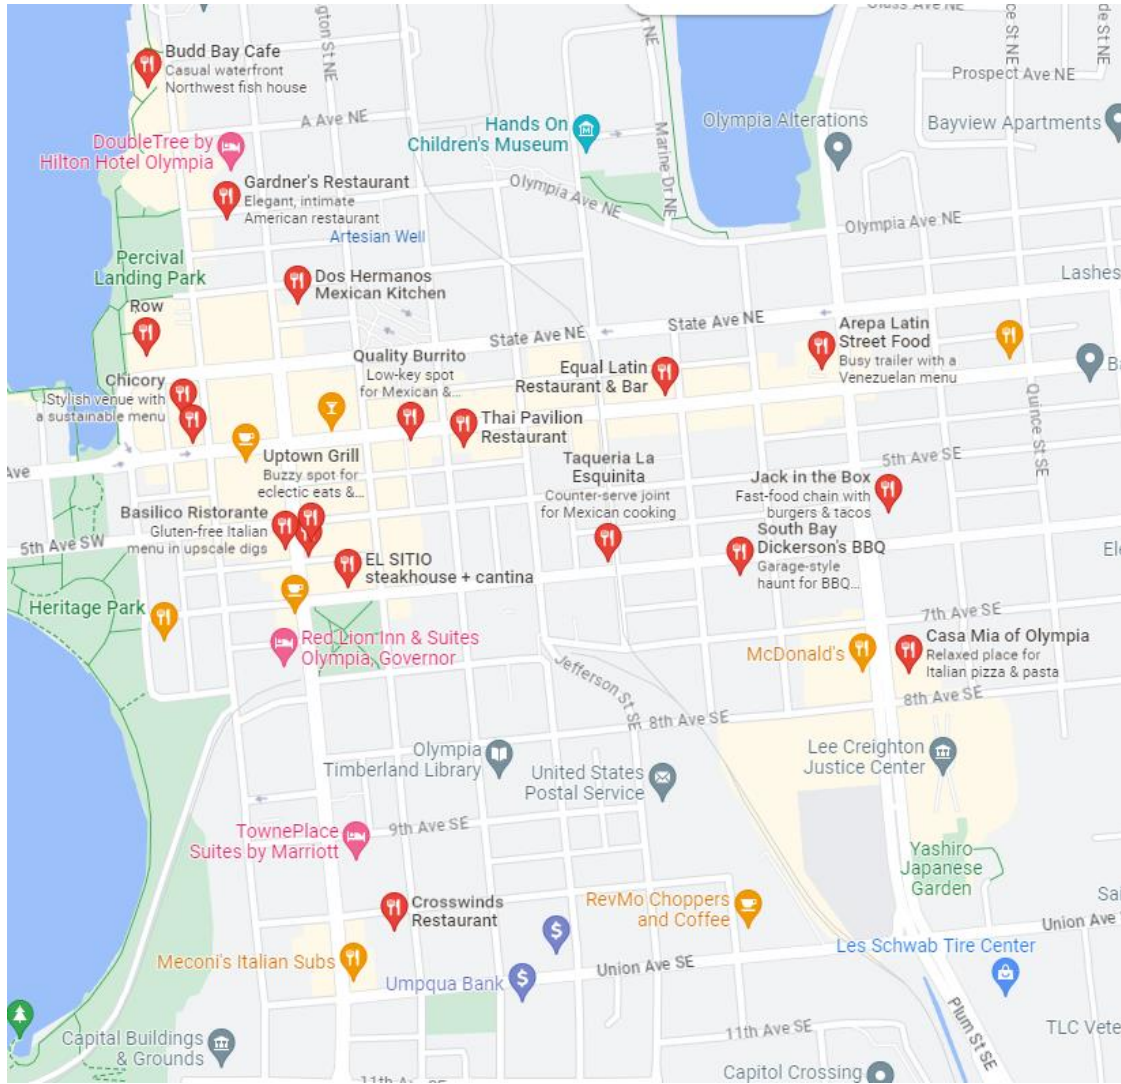 Budd Bay Cafe
Casual waterfront
Northwest fish house
A Ave NE
DoubleTree by
Hilton Hotel Olympia
Hands On
Children's Museum
Marine Dr NE
Olympia Alterations
Prospect Ave NE
Bayview Apartments
Gardner's Restaurant
Elegant, intimate
American restaurant
Artesian Well
Olympia Ave NE
Olympia Ave NE
Percival
Landing Park
Dos Hermanos
Mexican Kitchen
Lashes
Row
State Ave NE
State Ave NE
Chicory
Stylish venue with
a sustainable menu
Quality Burrito
Low-key spot
for Mexican &...
Equal Latin
Restaurant & Bar
Arepa Latin
Street Food
Busy trailer with a
Venezuelan menu
Thai Pavilion
Restaurant
Quince St SE
Ave
Uptown Grill
Buzzy spot for
eclectic eats &...
Taqueria La
Esquinita
Counter-serve joint
for Mexican cooking
5th Ave SE
Jack in the Box
Fast-food chain with
burgers & tacos
Basilico Ristorante
Gluten-free Italian
menu in upscale digs
5th Ave SW
South Bay
Dickerson's BBQ
Garage-style
haunt for BBQ...
EL SITIO
steakhouse + cantina
Heritage Park
7th Ave SE
Red Lion Inn & Suites
Olympia, Governor
McDonald's
Casa Mia of Olympia
Relaxed place for
Italian pizza & pasta
Jefferson St SE
8th Ave SE
8th Ave SE
Olympia
Timberland Library
United States
Postal Service
Lee Creighton
Justice Center
TownePlace
Suites by Marriott
9th Ave SE
Yashiro
Japanese
Garden
Crosswinds
Restaurant
RevMo Choppers
and Coffee
Union Ave
Meconi's Italian Subs
Umpqua Bank
Union Ave SE
Les Schwab Tire Center
Plum St SE
Capital Buildings
& Grounds
11th Ave SE
TLC Vete
Capitol Crossing
11th Ave SE